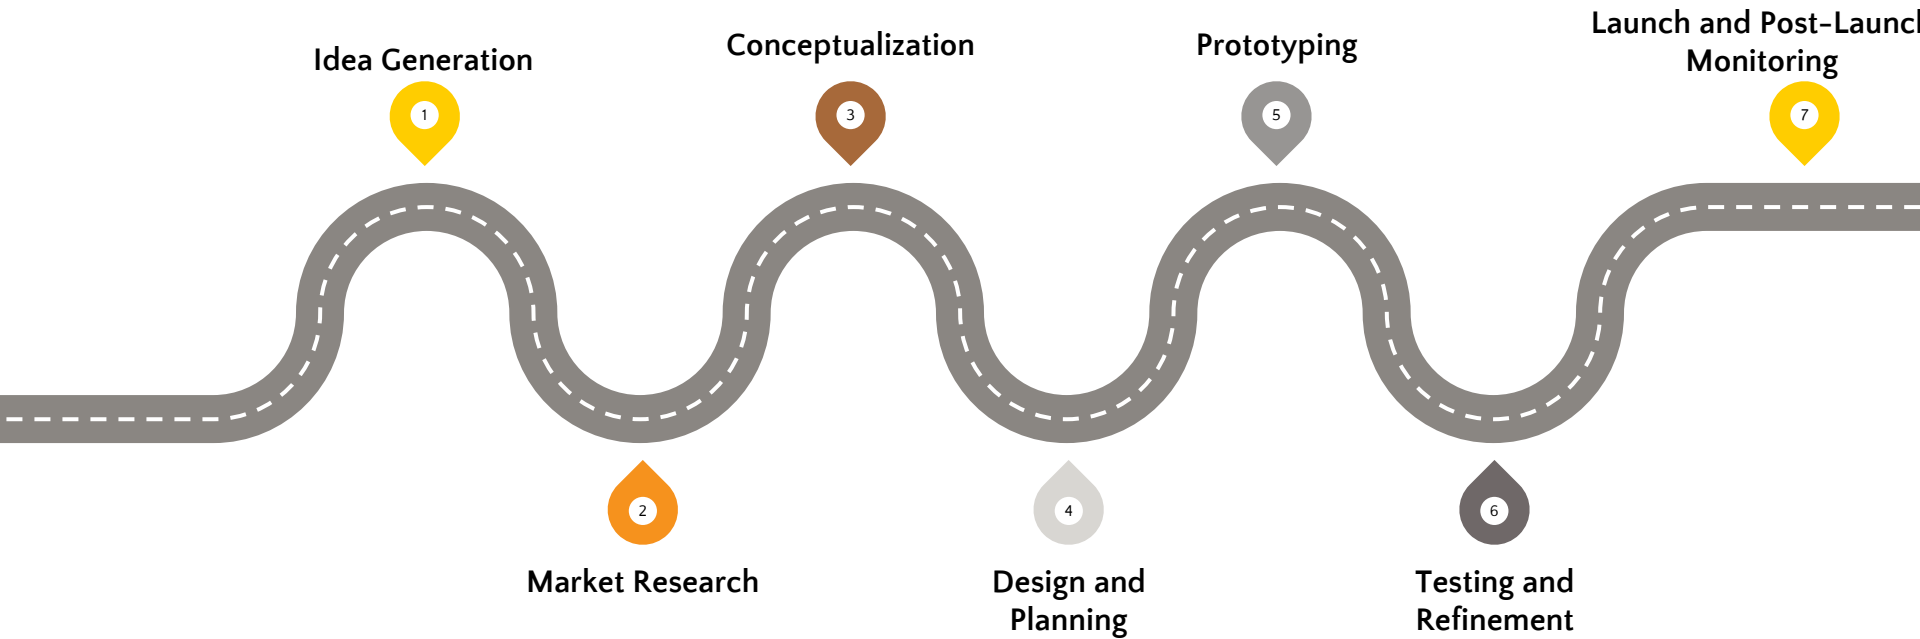 Idea Generation
1
Market Research
2
Conceptualization
3
Design and
Planning
4
Prototyping
5
Testing and
Refinement
6
Launch and Post-Launch
Monitoring
7